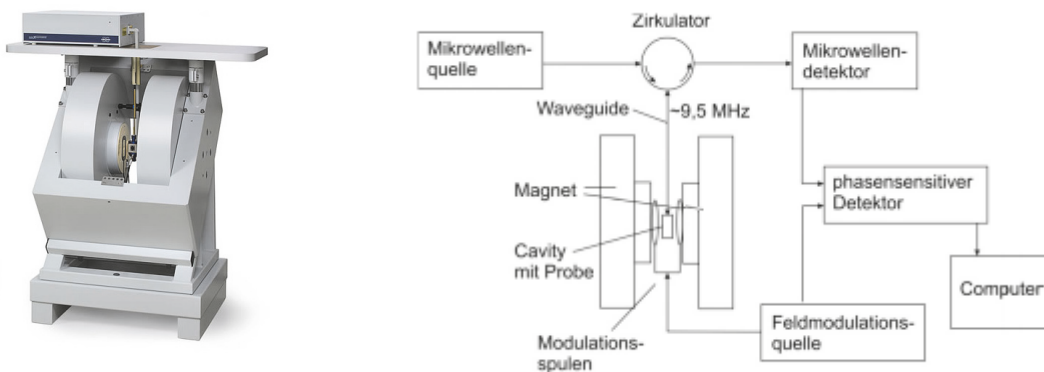 Zirkulator
Mikrowellen-
quelle
Mikrowellen-
detektor
Waveguide
~9,5 MHz
Magnet
phasensensitiver
Detektor
Cavity
mit Probe
Computer
Modulations-
spulen
Feldmodulations-
quelle